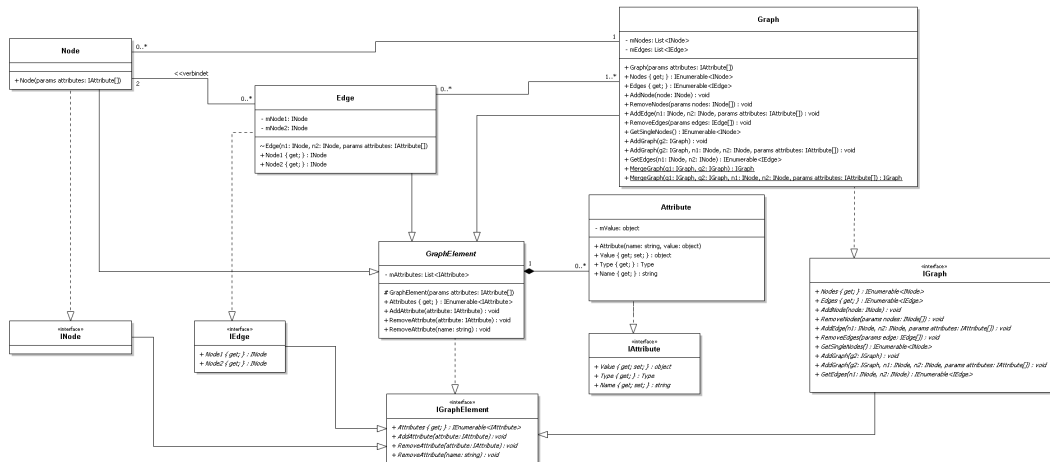 Graph
- mNodes: List<INode>
- mEdges: List<IEdge>
+ Graph(params attributes: IAttribute[])
+ Nodes { get; } : IEnumerable<INode>
+ Edges { get; } : IEnumerable<IEdge>
+ AddNode(node: INode) : void
+ RemoveNodes(params nodes: INode[]) : void
+ AddEdge(n1: INode, n2: INode, params attributes: IAttribute[]) : void
+ RemoveEdges(params edges: IEdge[]) : void
+ GetSingleNodes() : IEnumerable<INode>
+ AddGraph(g2: IGraph) : void
+ AddGraph(g2: IGraph, n1: INode, n2: INode, params attributes: IAttribute[]) : void
+ GetEdges(n1: INode, n2: INode) : IEnumerable<IEdge>
+ MergeGraph(g1: IGraph, g2: IGraph) : IGraph
+ MergeGraph(g1: IGraph, g2: IGraph, n1: INode, n2: INode, params attributes: IAttribute[]) : IGraph
Node
+ Node(params attributes: IAttribute[])
0..*
1
2
<<verbindet
0..*
0..*
1..*
Edge
- mNode1: INode
- mNode2: INode
~ Edge(n1: INode, n2: INode, params attributes: IAttribute[])
+ Node1 { get; } : INode
+ Node2 { get; } : INode
Attribute
- mValue: object
+ Attribute(name: string, value: object)
+ Value { get; set; } : object
+ Type { get; } : Type
+ Name { get; } : string
GraphElement
- mAttributes: List<IAttribute>
# GraphElement(params attributes: IAttribute[])
+ Attributes { get; } : IEnumerable<IAttribute>
+ AddAttribute(attribute: IAttribute) : void
+ RemoveAttribute(attribute: IAttribute) : void
+ RemoveAttribute(name: string) : void
1
0..*
«interface»
IGraph
+ Nodes { get; } : IEnumerable<INode>
+ Edges { get; } : IEnumerable<IEdge>
+ AddNode(node: INode) : void
+ RemoveNodes(params nodes: INode[]) : void
+ AddEdge(n1: INode, n2: INode, params attributes: IAttribute[]) : void
+ RemoveEdges(params edge: IEdge[]) : void
+ GetSingleNodes() : IEnumerable<INode>
+ AddGraph(g2: IGraph) : void
+ AddGraph(g2: IGraph, n1: INode, n2: INode, params attributes: IAttribute[]) : void
+ GetEdges(n1: INode, n2: INode) : IEnumerable<IEdge>
«interface»
INode
«interface»
IEdge
+ Node1 { get; } : INode
+ Node2 { get; } : INode
«interface»
IAttribute
+ Value { get; set; } : object
+ Type { get; } : Type
+ Name { get; set; } : string
«interface»
IGraphElement
+ Attributes { get; } : IEnumerable<IAttribute>
+ AddAttribute(attribute: IAttribute) : void
+ RemoveAttribute(attribute: IAttribute) : void
+ RemoveAttribute(name: string) : void